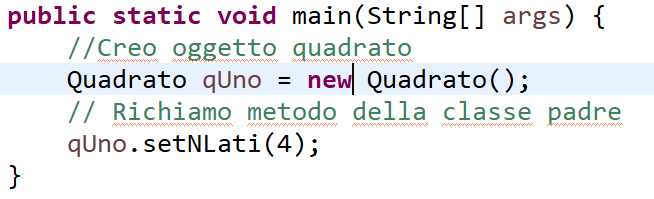 public static void main(String[] args) {
//Creo oggetto quadrato
Quadrato qUno = new Quadrato();
// Richiamo metodo della classe padre
qUno.setNLati(4);
}